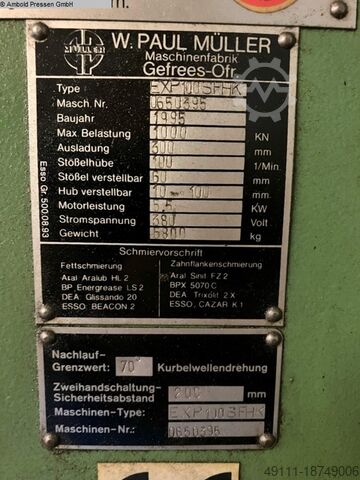 © Ambold Pressen GmbH
m.
MÜLLER
W. PAUL MÜLLER
Maschinenfabrik
Gefrees-Ofr.
Type EXP100SFHK
Masch. Nr. 0650395
Baujahr 1995
Max. Belastung 1000 KN
Ausladung 300 mm
Stößelhübe 100 1/Min.
Stößel verstellbar 60 mm
Hub verstellbar 10-100 mm
Motorleistung 5,5 KW
Stromspannung 380 Volt
Gewicht 6800 kg
Esso Gr. 500.08.93
Schmiervorschrift
Fettschmierung
Aral Aralub HL 2
BP Energrease LS 2
DEA Glissando 20
ESSO BEACON 2
Zahnflankenschmierung
Aral Sinit FZ 2
BPX 5070 C
DEA Trixolit 2 X
ESSO, CAZAR K 1
Nachlauf-
Grenzwert: 70° Kurbelwellendrehung
Zweihandschaltung-
Sicherheitsabstand 200 mm
Maschinen-Type: EXP100SFHK
Maschinen-Nr.: 0650395
49111-18749006